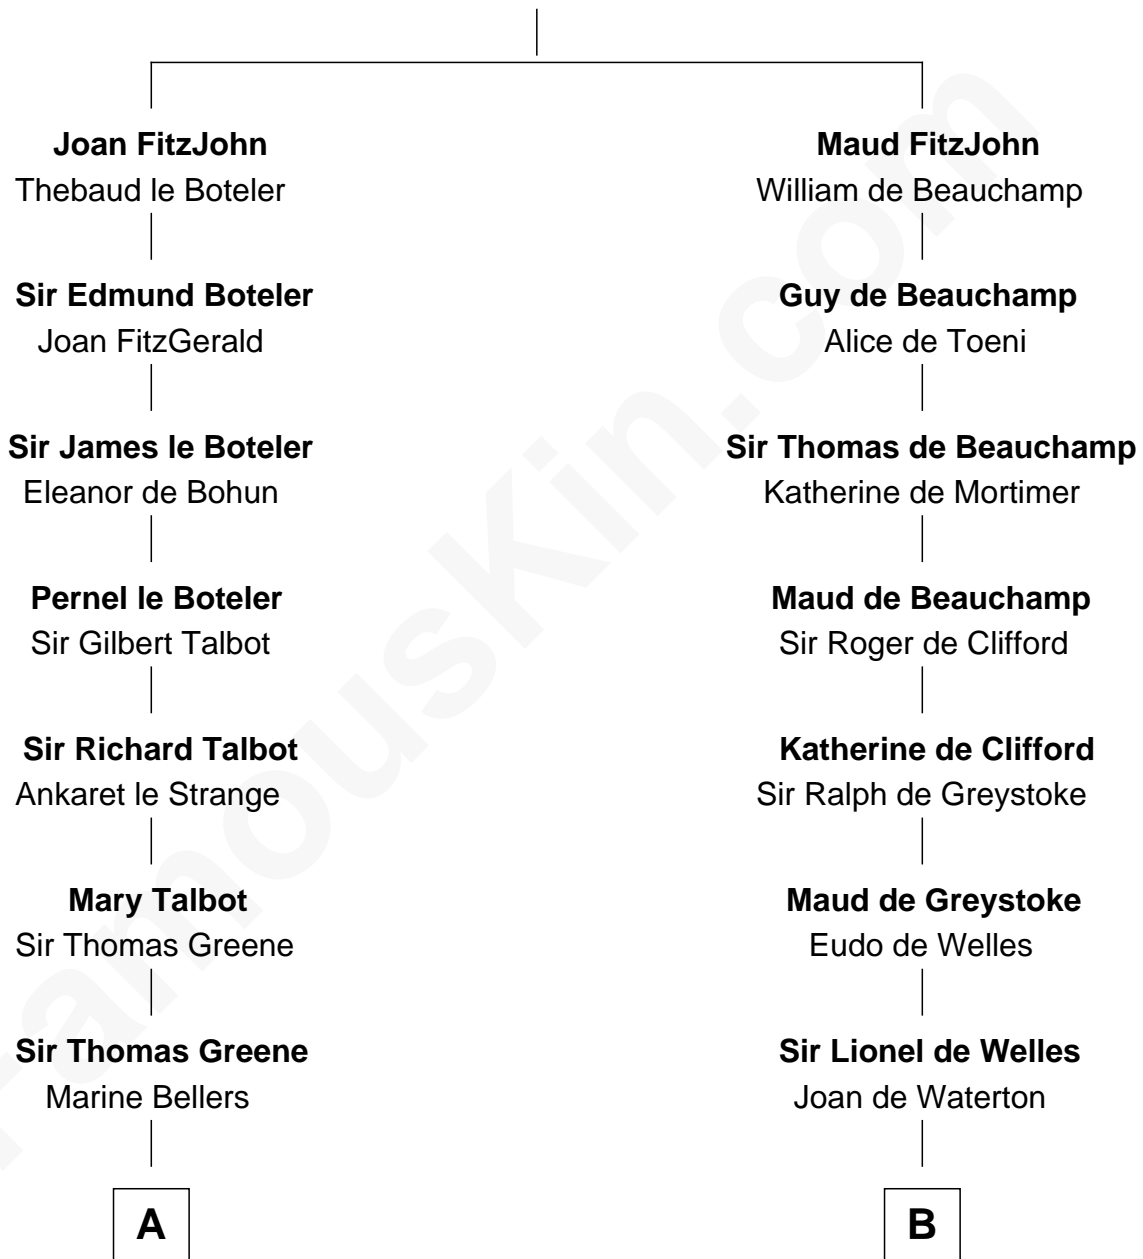 Joan FitzJohn
Thebaud le Boteler
Sir Edmund Boteler
Joan FitzGerald
Sir James le Boteler
Eleanor de Bohun
Pernel le Boteler
Sir Gilbert Talbot
Sir Richard Talbot
Ankaret le Strange
Mary Talbot
Sir Thomas Greene
Sir Thomas Greene
Marine Bellers
A
Maud FitzJohn
William de Beauchamp
Guy de Beauchamp
Alice de Toeni
Sir Thomas de Beauchamp
Katherine de Mortimer
Maud de Beauchamp
Sir Roger de Clifford
Katherine de Clifford
Sir Ralph de Greystoke
Maud de Greystoke
Eudo de Welles
Sir Lionel de Welles
Joan de Waterton
B
FamousKin.com